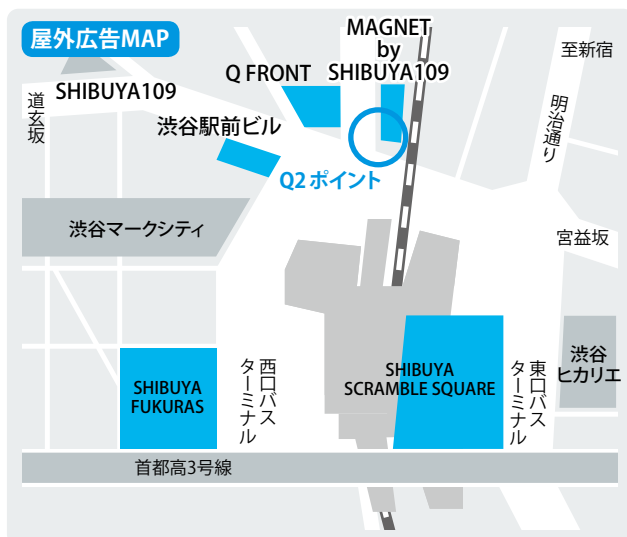 屋外広告MAP
MAGNET
by
SHIBUYA109
至新宿
Q FRONT
SHIBUYA109
道玄坂
明治通り
渋谷駅前ビル
Q2 ポイント
渋谷マークシティ
宮益坂
SHIBUYA
FUKURAS
西口バス
ターミナル
SHIBUYA
SCRAMBLE SQUARE
東口バス
ターミナル
渋谷
ヒカリエ
首都高3号線